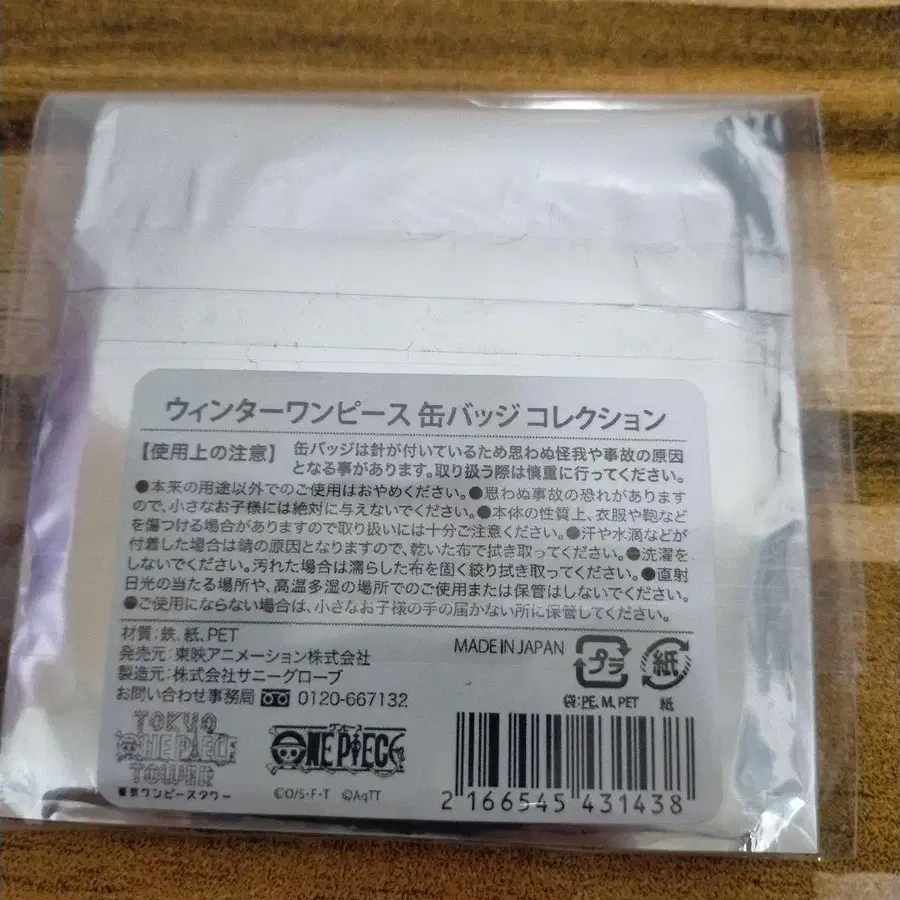 ウィンターワンピース 缶バッジ コレクション
【使用上の注意】 缶バッジは針が付いているため思わぬ怪我や事故の原因
となる事があります。取り扱う際は慎重に行ってください。
●本来の用途以外でのご使用はおやめください。●思わぬ事故の恐れがあります
ので、小さなお子様には絶対に与えないでください。●本体の性質上、衣服や鞄など
を傷つける場合がありますので取り扱いには十分ご注意ください。●汗や水滴などが
付着した場合は錆の原因となりますので、乾いた布で拭き取ってください。●洗濯を
しないでください。汚れた場合は濡らした布を固く絞り拭き取ってください。●直射
日光の当たる場所や、高温多湿の場所でのご使用または保管はしないでください。
●ご使用にならない場合は、小さなお子様の手の届かない所に保管してください。
材質：鉄、紙、PET
発売元：東映アニメーション株式会社
製造元：株式会社サニーグローブ
お問い合わせ事務局 0120-667132
MADE IN JAPAN
プラ
紙
袋：PE, M, PET
紙
TOKYO
ONE PIECE
TOWER
東京ワンピースタワー
ワンピース
ONE PIECE
©O/S・F・T ©AqTT
2 166545 431438